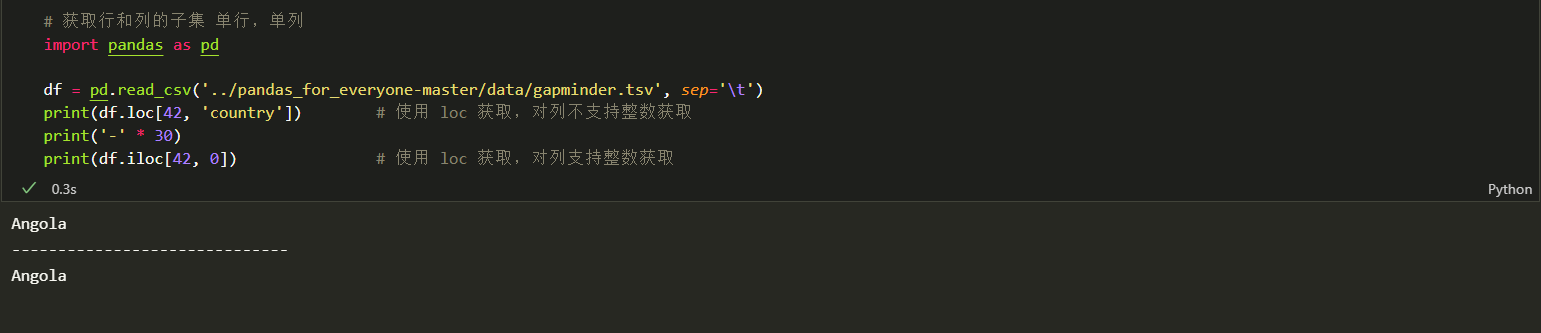 # 获取行和列的子集 单行，单列
import pandas as pd
df = pd.read_csv('../pandas_for_everyone-master/data/gapminder.tsv', sep='\t')
print(df.loc[42, 'country'])        # 使用 loc 获取，对列不支持整数获取
print('-' * 30)
print(df.iloc[42, 0])               # 使用 loc 获取，对列支持整数获取
0.3s
Python
Angola
------------------------------
Angola